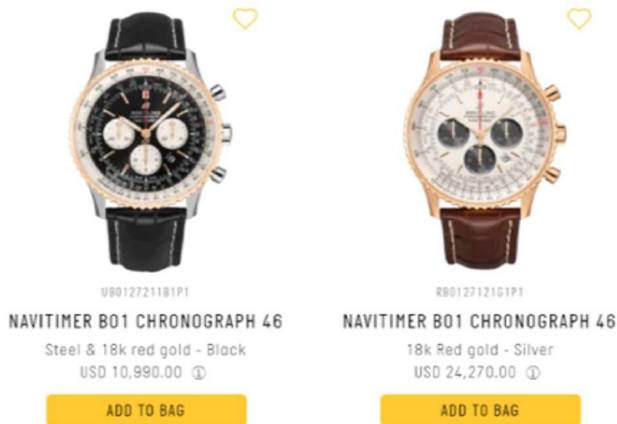 UB0127211B1P1
NAVITIMER B01 CHRONOGRAPH 46
Steel & 18k red gold - Black
USD 10,990.00
ADD TO BAG
RB0127121G1P1
NAVITIMER B01 CHRONOGRAPH 46
18k Red gold - Silver
USD 24,270.00
ADD TO BAG